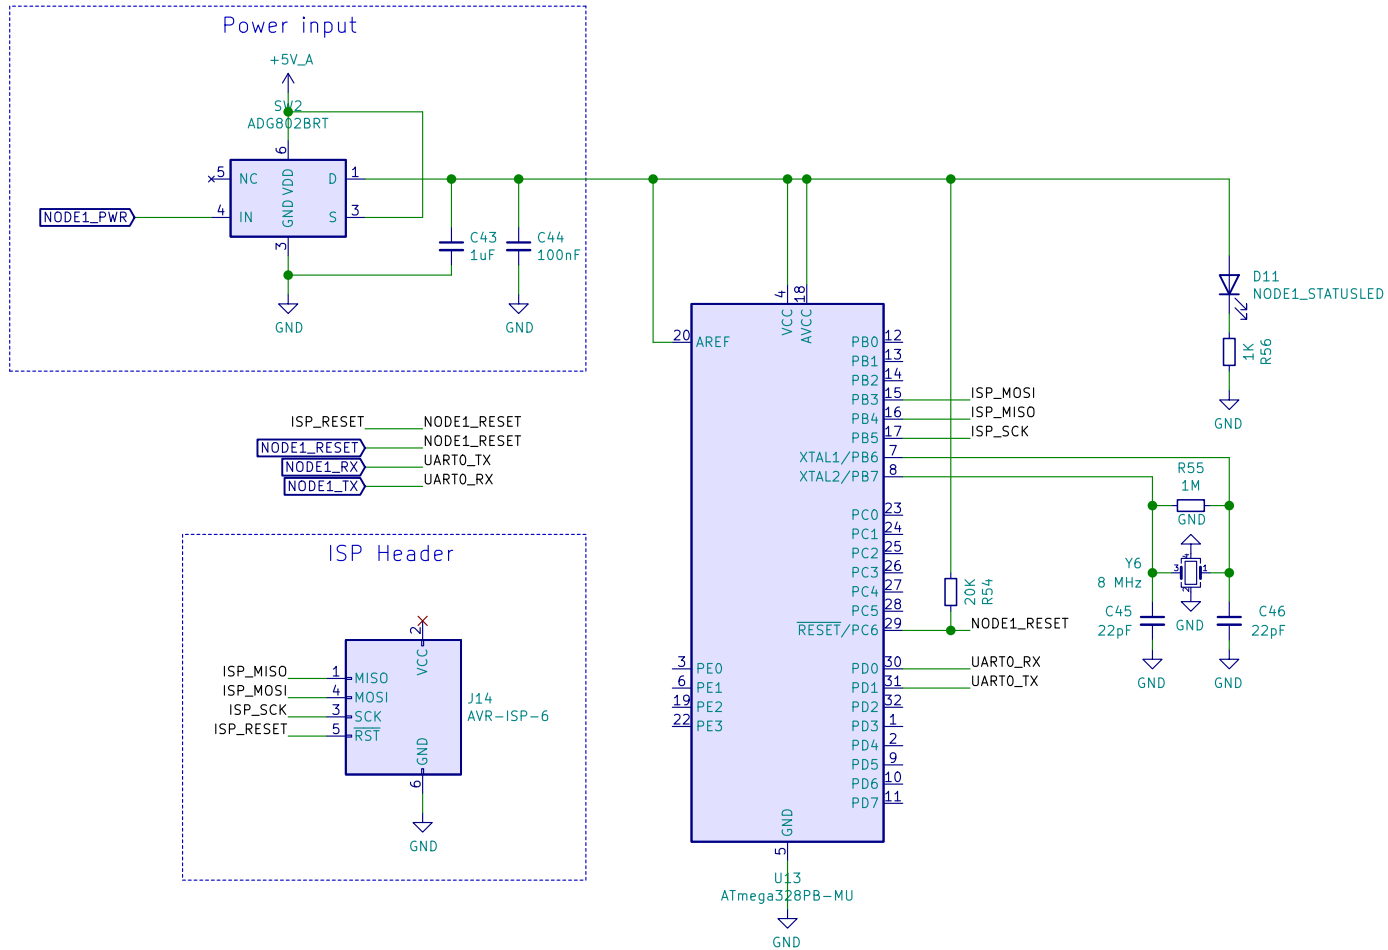 Power input
+5V_A
SW2
ADG802BRT
6
5
NC
VDD
D
1
NODE1_PWR
4
IN
GND
S
3
3
C43
1uF
C44
100nF
GND
GND
D11
NODE1_STATUSLED
1K
R56
GND
4
18
VCC
AVCC
20
AREF
PB0
12
PB1
13
PB2
14
PB3
15
ISP_MOSI
PB4
16
ISP_MISO
PB5
17
ISP_SCK
XTAL1/PB6
7
XTAL2/PB7
8
PC0
23
PC1
24
PC2
25
PC3
26
PC4
27
PC5
28
RESET/PC6
29
NODE1_RESET
20K
R54
PD0
30
UART0_RX
PD1
31
UART0_TX
PD2
32
PD3
1
PD4
2
PD5
9
PD6
10
PD7
11
3
PE0
6
PE1
19
PE2
22
PE3
GND
5
U13
ATmega328PB-MU
GND
R55
1M
GND
4
Y6
8 MHz
3
1
2
GND
C45
22pF
C46
22pF
GND
GND
ISP_RESET
NODE1_RESET
NODE1_RESET
NODE1_RESET
NODE1_RX
UART0_TX
NODE1_TX
UART0_RX
ISP Header
2
VCC
ISP_MISO
1
MISO
ISP_MOSI
4
MOSI
ISP_SCK
3
SCK
ISP_RESET
5
RST
J14
AVR-ISP-6
GND
6
GND